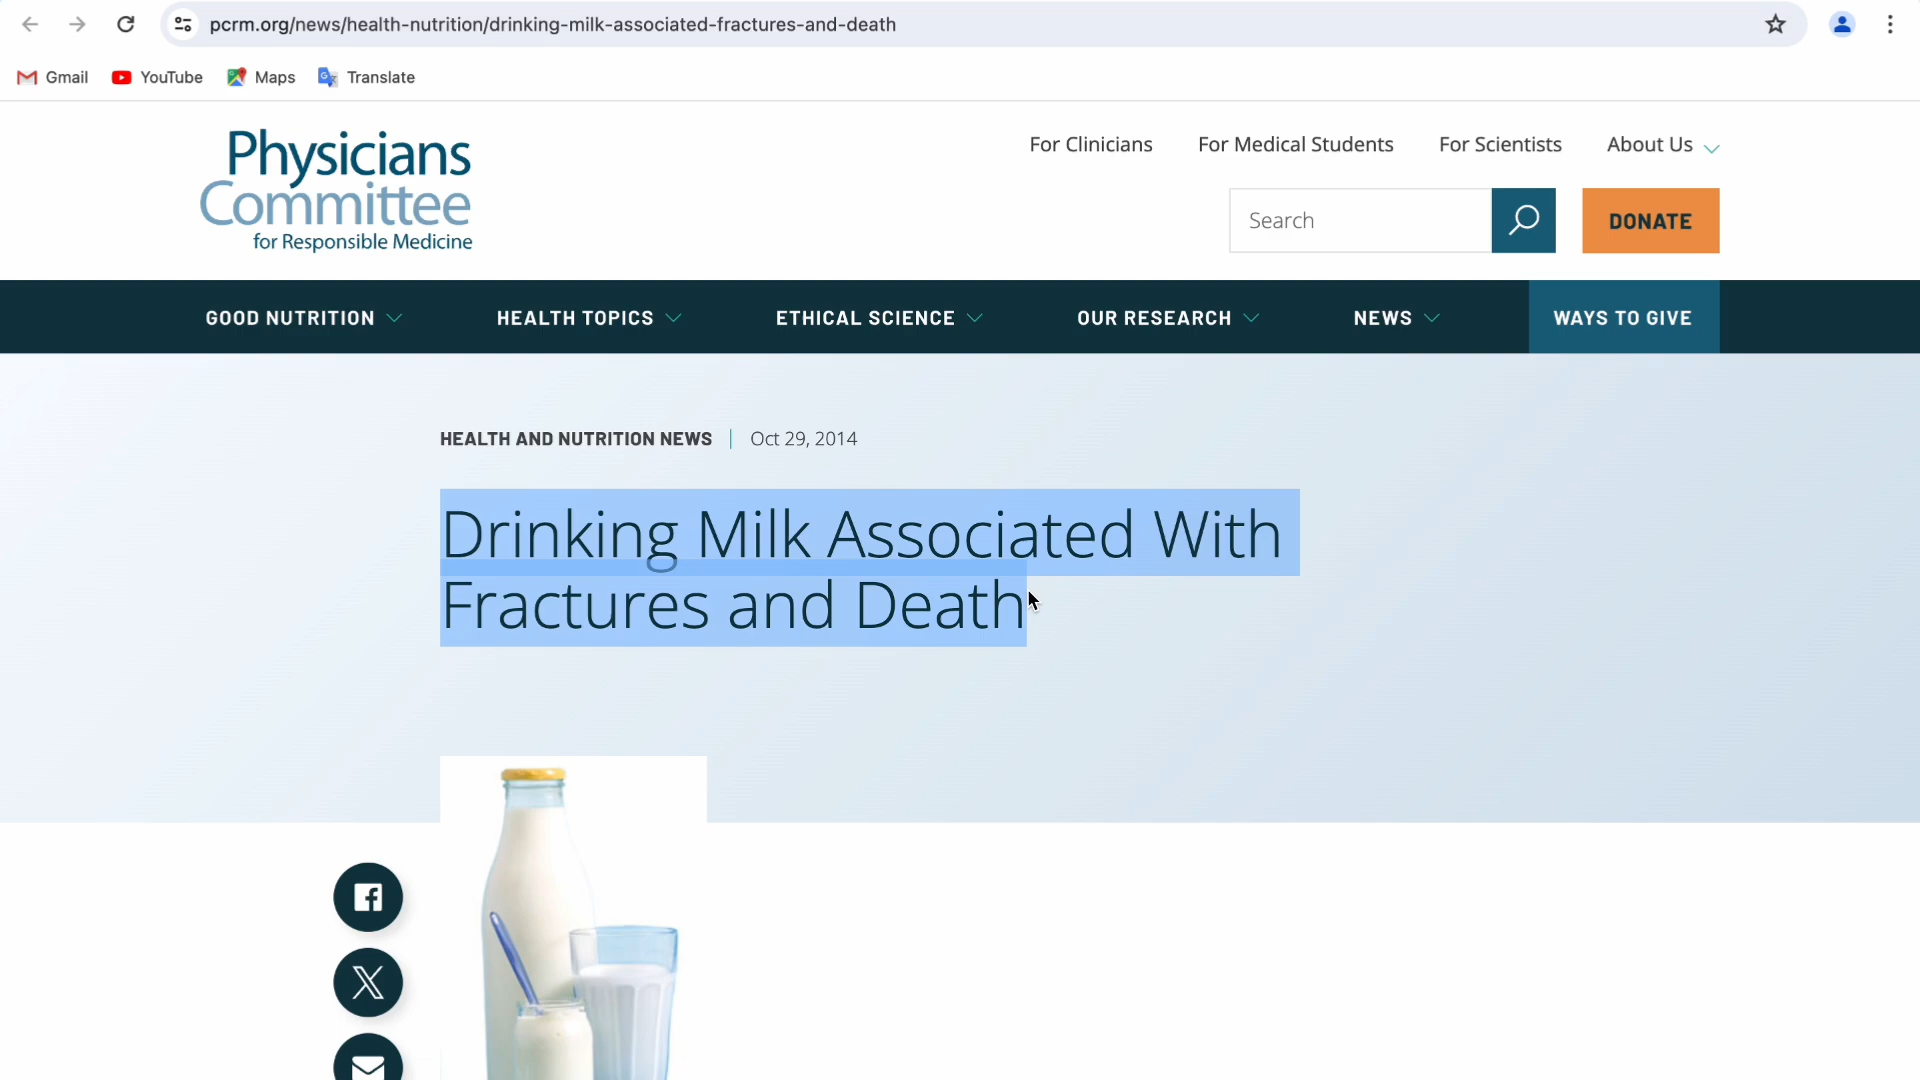 pcrm.org/news/health-nutrition/drinking-milk-associated-fractures-and-death
Gmail YouTube Maps Translate
Physicians
Committee
for Responsible Medicine
For Clinicians For Medical Students For Scientists About Us
Search DONATE
GOOD NUTRITION HEALTH TOPICS ETHICAL SCIENCE OUR RESEARCH NEWS WAYS TO GIVE
HEALTH AND NUTRITION NEWS | Oct 29, 2014
Drinking Milk Associated With
Fractures and Death